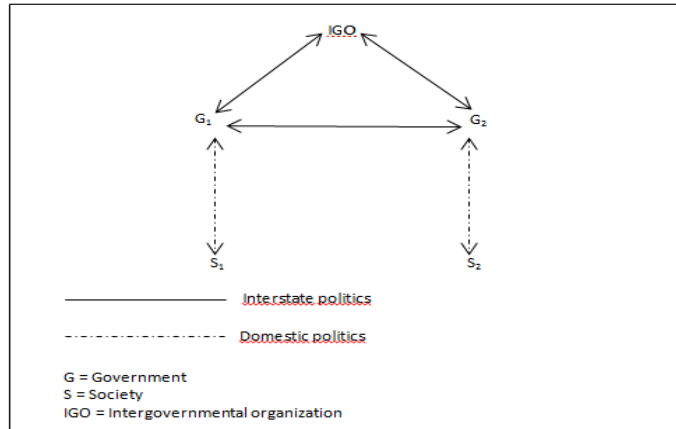 IGO
G₁ G₂
S₁ S₂
Interstate politics
Domestic politics
G = Government
S = Society
IGO = Intergovernmental organization